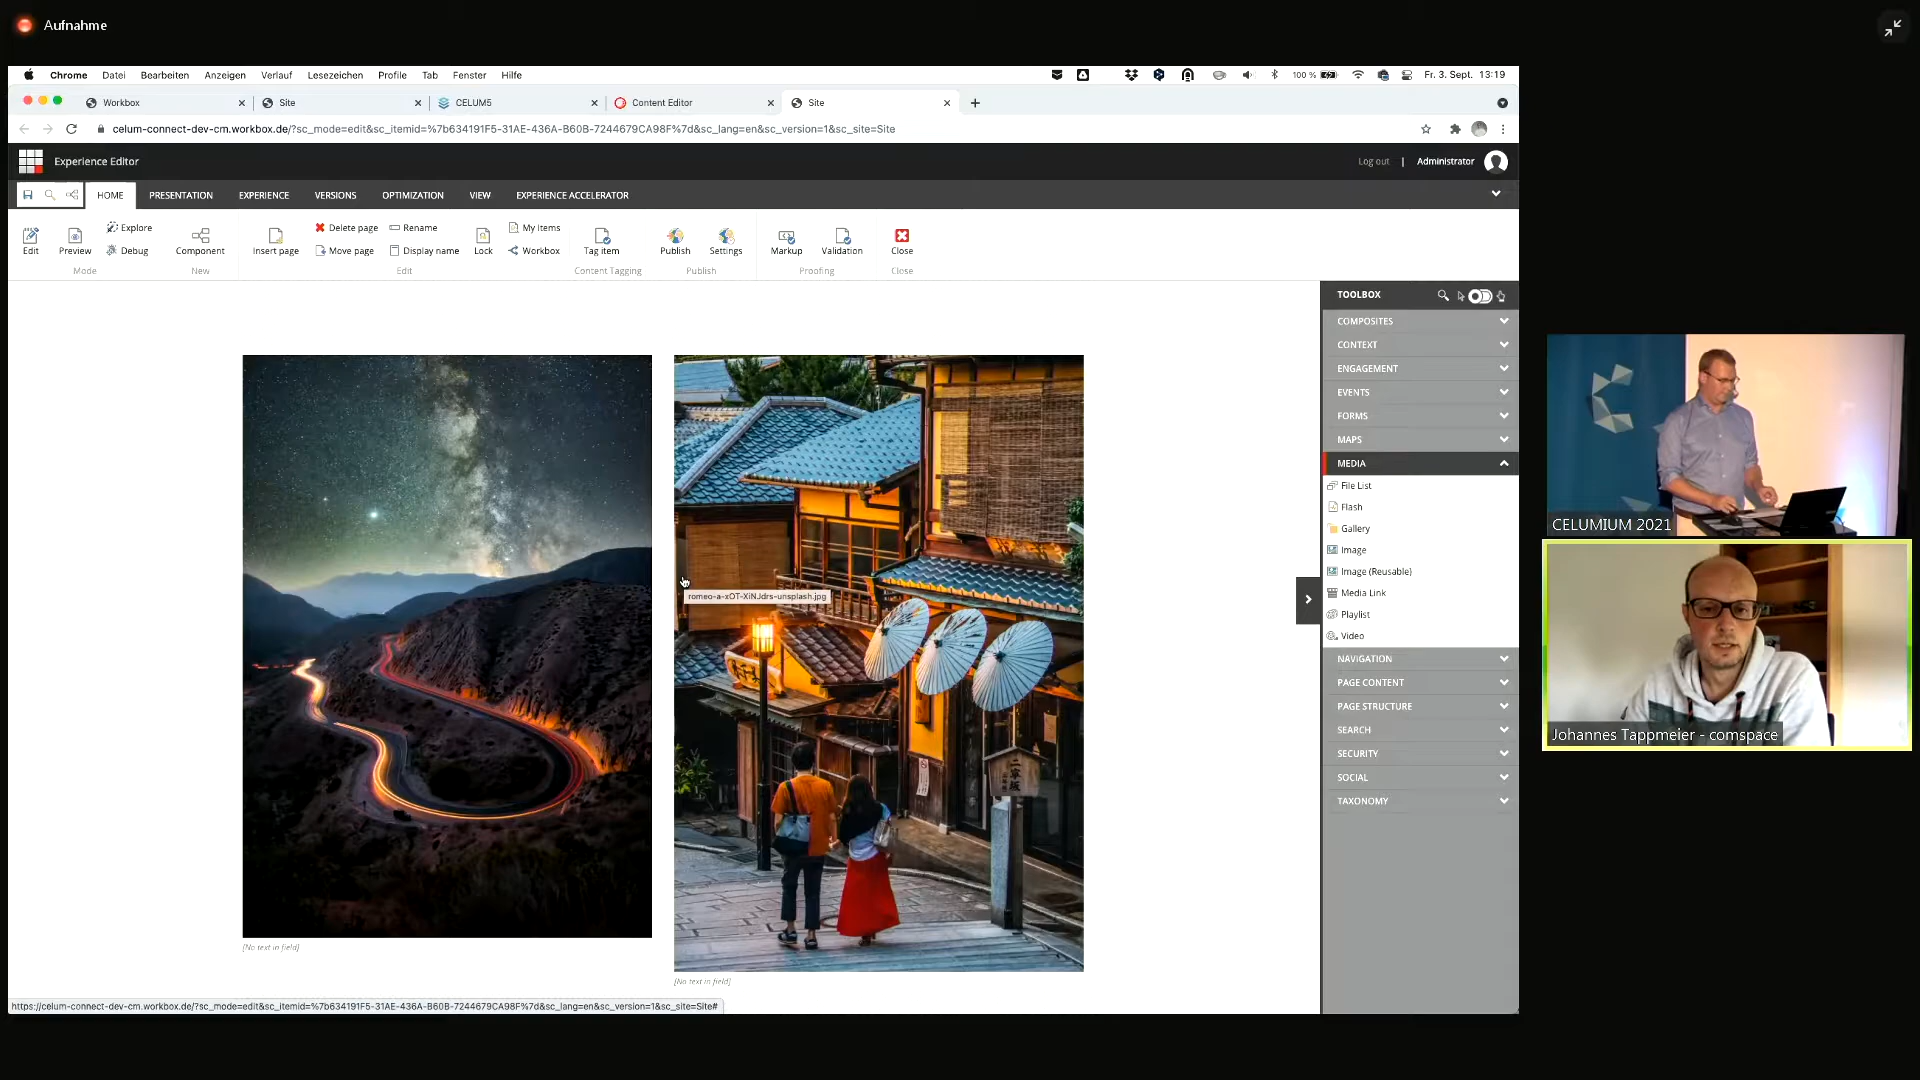 Aufnahme
Chrome Datei Bearbeiten Anzeigen Verlauf Lesezeichen Profile Tab Fenster Hilfe 100 % Fr. 3. Sept. 13:19
Workbox Site CELUM5 Content Editor Site
celum-connect-dev-cm.workbox.de/?sc_mode=edit&sc_itemid=%7b634191F5-31AE-436A-B60B-7244679CA98F%7d&sc_lang=en&sc_version=1&sc_site=Site
Experience Editor Log out | Administrator
HOME PRESENTATION EXPERIENCE VERSIONS OPTIMIZATION VIEW EXPERIENCE ACCELERATOR
Explore Delete page Rename My Items
Edit Preview Debug Component Insert page Move page Display name Lock Workbox Tag item Publish Settings Markup Validation Close
Mode New Edit Content Tagging Publish Proofing Close
TOOLBOX
COMPOSITES
CONTEXT
ENGAGEMENT
EVENTS
FORMS
MAPS
MEDIA
File List
Flash
Gallery
Image
Image (Reusable)
Media Link
Playlist
Video
NAVIGATION
PAGE CONTENT
PAGE STRUCTURE
SEARCH
SECURITY
SOCIAL
TAXONOMY
romeo-a-xOT-XiNJdrs-unsplash.jpg
二寧坂
[No text in field]
[No text in field]
https://celum-connect-dev-cm.workbox.de/?sc_mode=edit&sc_itemid=%7b634191F5-31AE-436A-B60B-7244679CA98F%7d&sc_lang=en&sc_version=1&sc_site=Site#
CELUMIUM 2021
Johannes Tappmeier - comspace